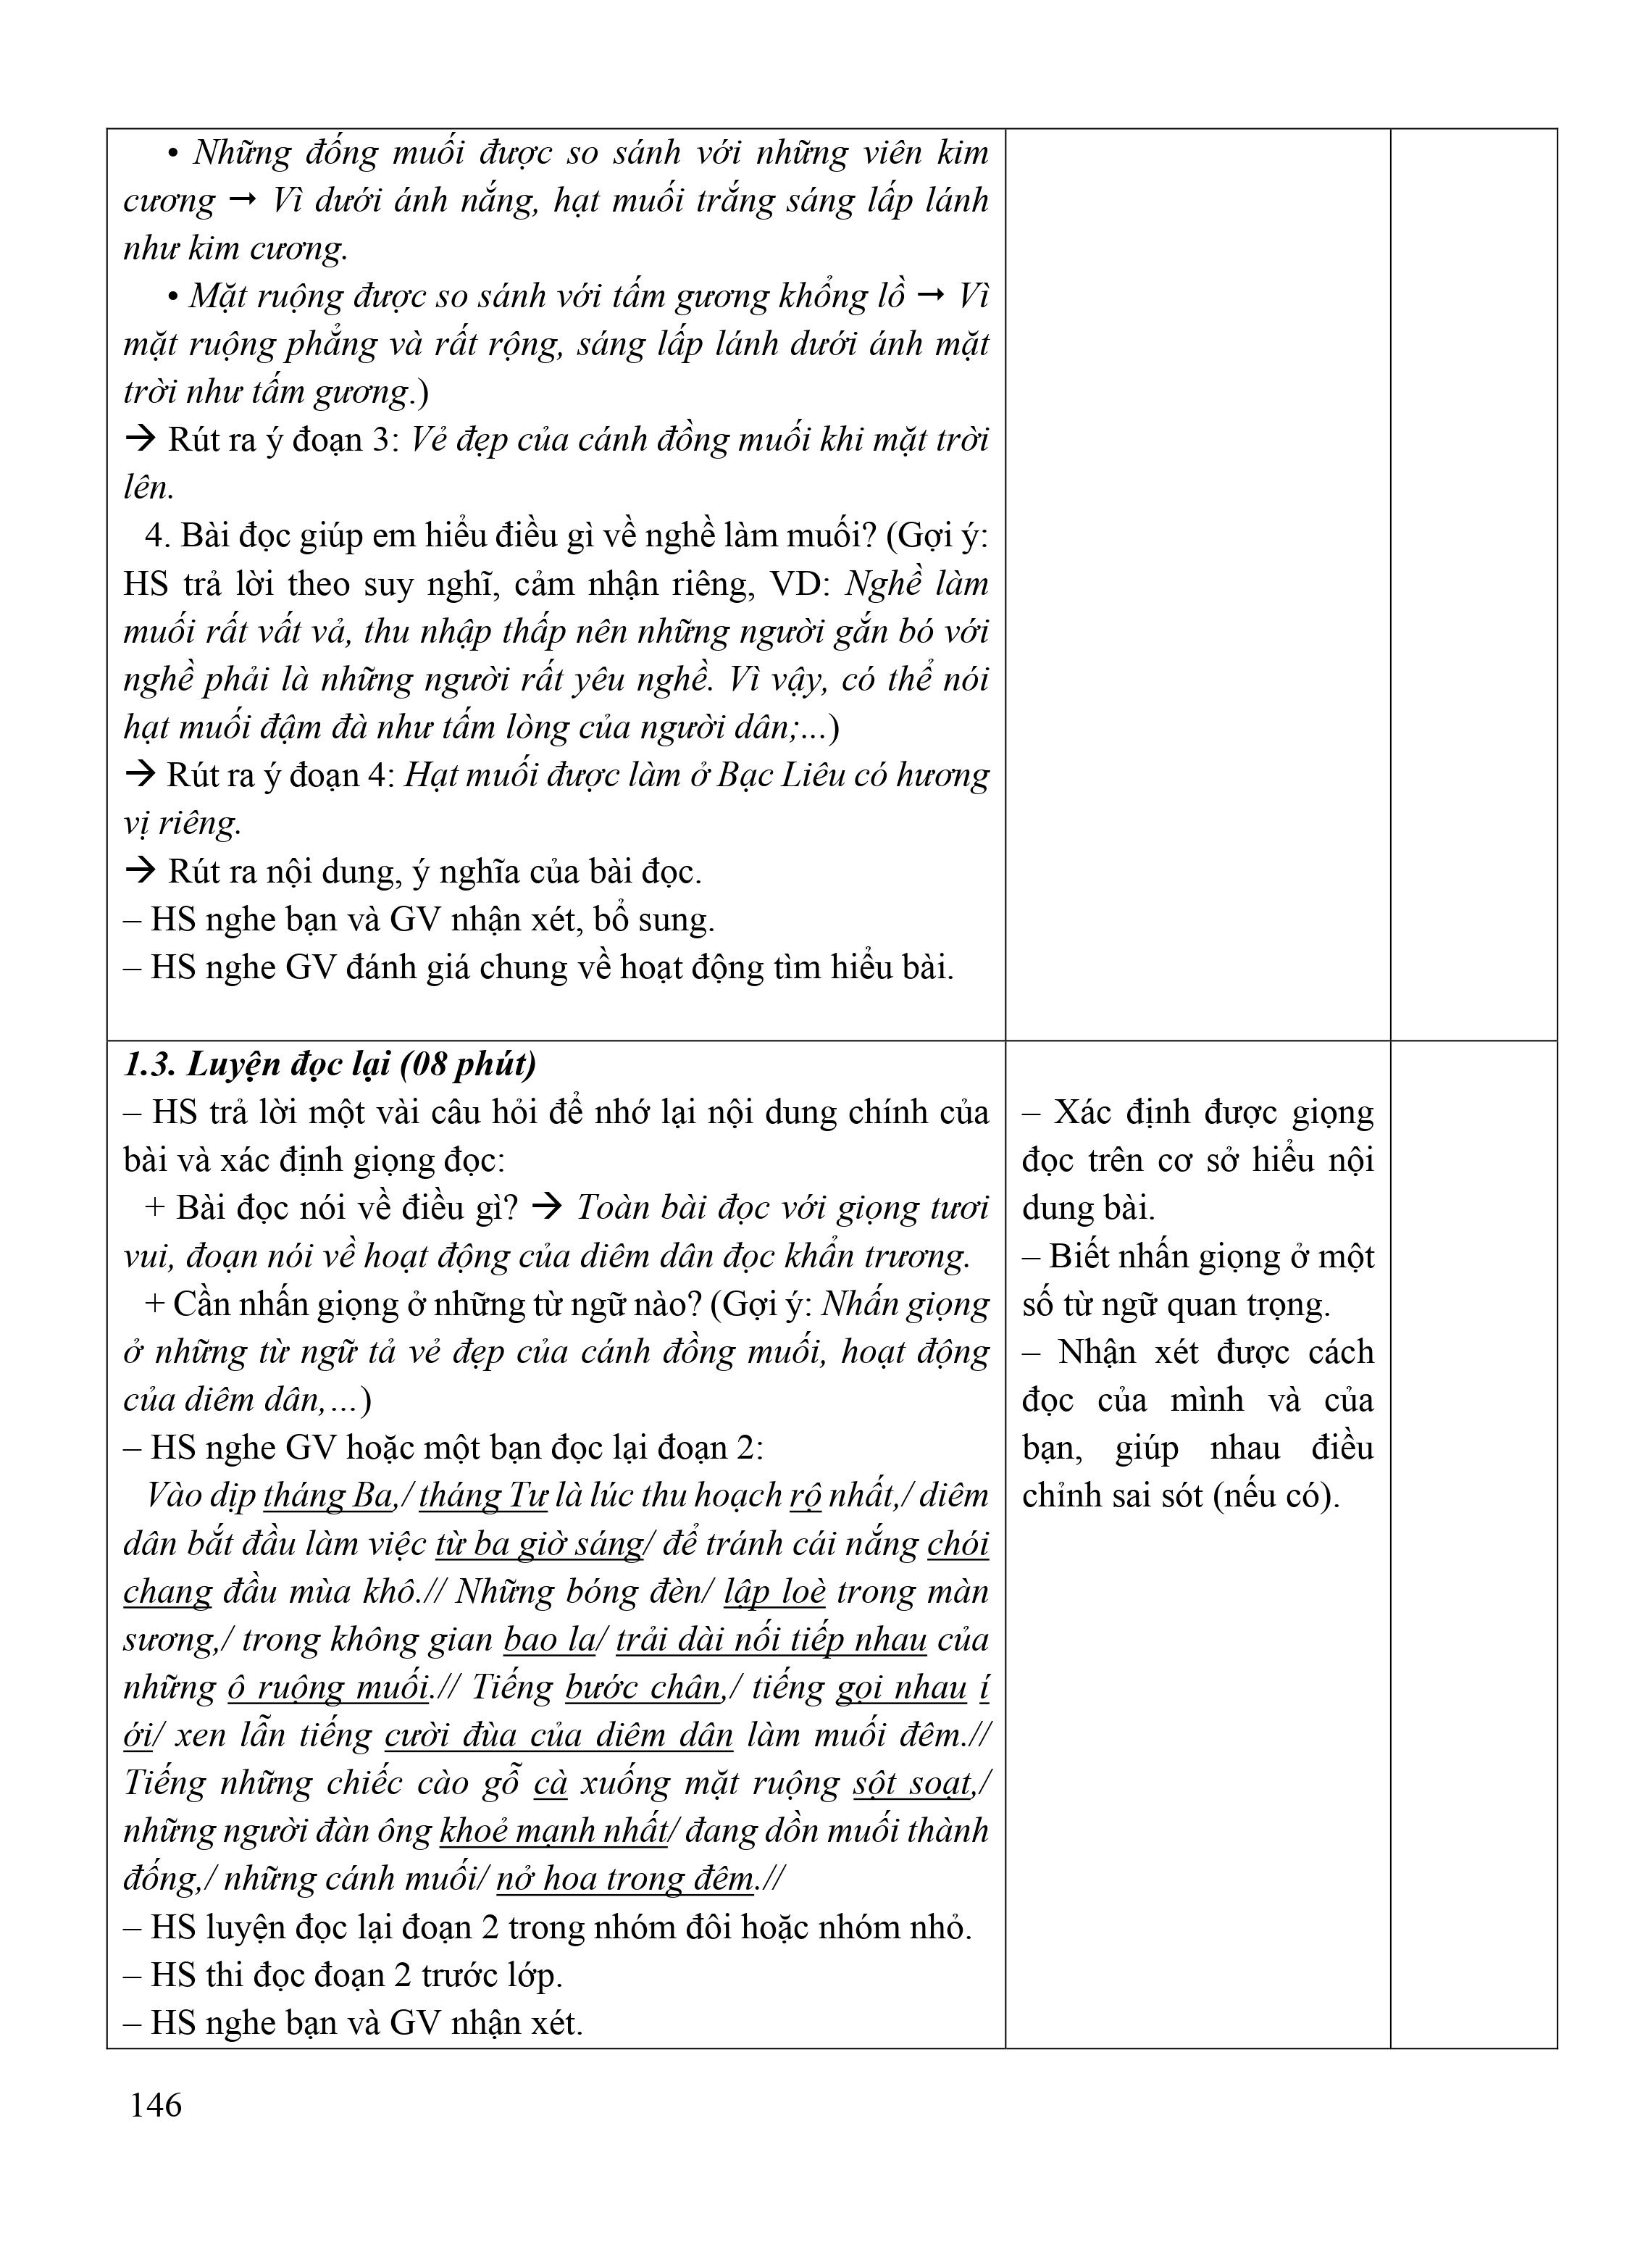 • Những đống muối được so sánh với những viên kim
cương → Vì dưới ánh nắng, hạt muối trắng sáng lấp lánh
như kim cương.
• Mặt ruộng được so sánh với tấm gương khổng lồ → Vì
mặt ruộng phẳng và rất rộng, sáng lấp lánh dưới ánh mặt
trời như tấm gương.)
→ Rút ra ý đoạn 3: Vẻ đẹp của cánh đồng muối khi mặt trời
lên.
4. Bài đọc giúp em hiểu điều gì về nghề làm muối? (Gợi ý:
HS trả lời theo suy nghĩ, cảm nhận riêng, VD: Nghề làm
muối rất vất vả, thu nhập thấp nên những người gắn bó với
nghề phải là những người rất yêu nghề. Vì vậy, có thể nói
hạt muối đậm đà như tấm lòng của người dân;...)
→ Rút ra ý đoạn 4: Hạt muối được làm ở Bạc Liêu có hương
vị riêng.
→ Rút ra nội dung, ý nghĩa của bài đọc.
– HS nghe bạn và GV nhận xét, bổ sung.
– HS nghe GV đánh giá chung về hoạt động tìm hiểu bài.
1.3. Luyện đọc lại (08 phút)
– HS trả lời một vài câu hỏi để nhớ lại nội dung chính của
bài và xác định giọng đọc:
+ Bài đọc nói về điều gì? → Toàn bài đọc với giọng tươi
vui, đoạn nói về hoạt động của diêm dân đọc khẩn trương.
+ Cần nhấn giọng ở những từ ngữ nào? (Gợi ý: Nhấn giọng
ở những từ ngữ tả vẻ đẹp của cánh đồng muối, hoạt động
của diêm dân,…)
– HS nghe GV hoặc một bạn đọc lại đoạn 2:
Vào dịp tháng Ba,/ tháng Tư là lúc thu hoạch rộ nhất,/ diêm
dân bắt đầu làm việc từ ba giờ sáng/ để tránh cái nắng chói
chang đầu mùa khô.// Những bóng đèn/ lập loè trong màn
sương,/ trong không gian bao la/ trải dài nối tiếp nhau của
những ô ruộng muối.// Tiếng bước chân,/ tiếng gọi nhau í
ới/ xen lẫn tiếng cười đùa của diêm dân làm muối đêm.//
Tiếng những chiếc cào gỗ cà xuống mặt ruộng sột soạt,/
những người đàn ông khoẻ mạnh nhất/ đang dồn muối thành
đống,/ những cánh muối/ nở hoa trong đêm.//
– HS luyện đọc lại đoạn 2 trong nhóm đôi hoặc nhóm nhỏ.
– HS thi đọc đoạn 2 trước lớp.
– HS nghe bạn và GV nhận xét.
– Xác định được giọng
đọc trên cơ sở hiểu nội
dung bài.
– Biết nhấn giọng ở một
số từ ngữ quan trọng.
– Nhận xét được cách
đọc của mình và của
bạn, giúp nhau điều
chỉnh sai sót (nếu có).
146